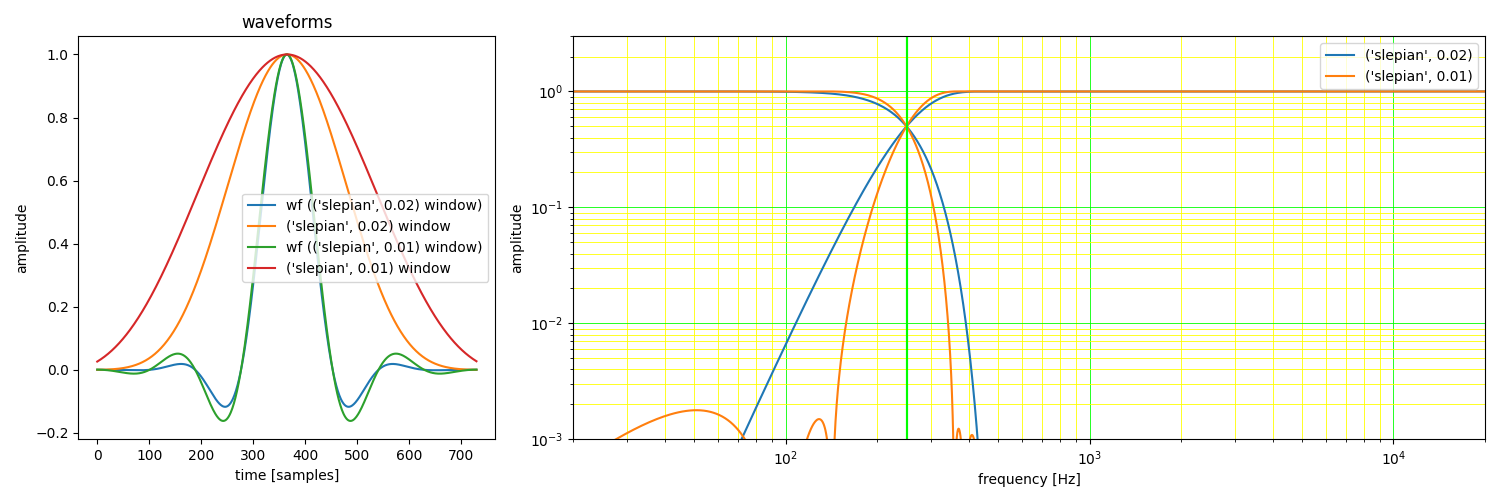 waveforms
amplitude
1.0
0.8
0.6
0.4
0.2
0.0
−0.2
wf (('slepian', 0.02) window)
('slepian', 0.02) window
wf (('slepian', 0.01) window)
('slepian', 0.01) window
0 100 200 300 400 500 600 700
time [samples]
amplitude
10⁰
10⁻¹
10⁻²
10⁻³
('slepian', 0.02)
('slepian', 0.01)
10² 10³ 10⁴
frequency [Hz]